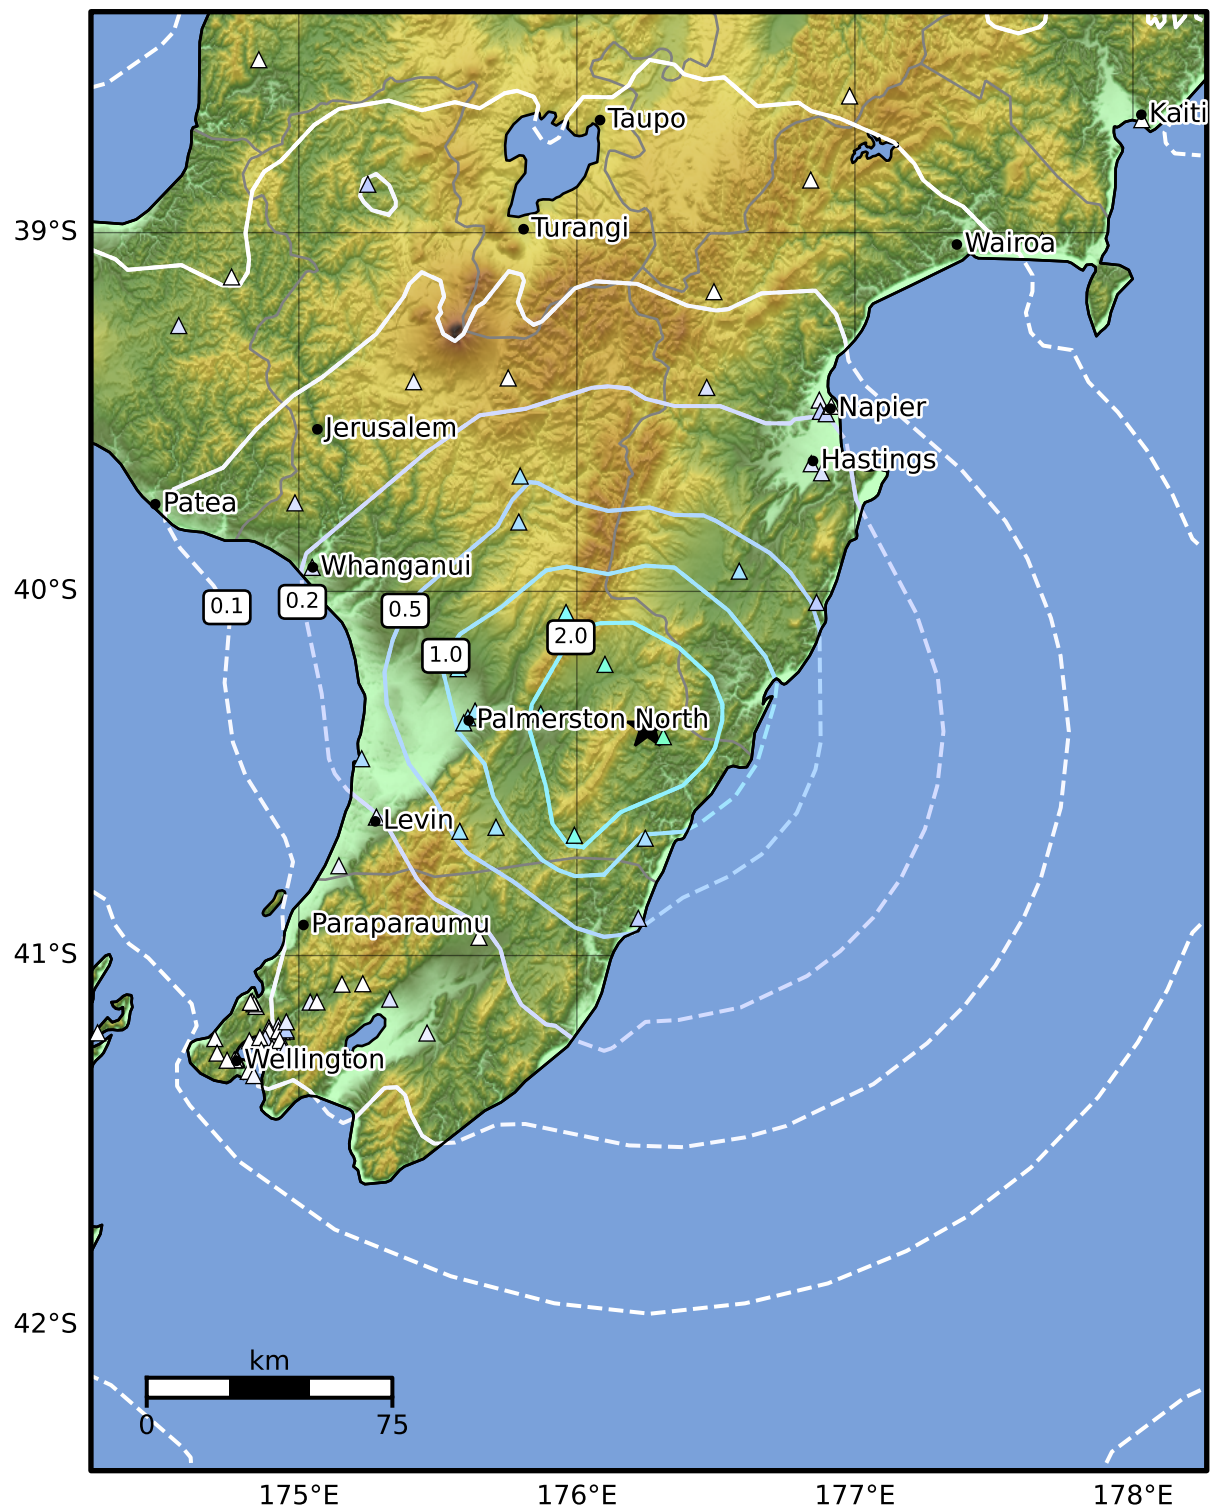 Taupo
Kaiti
39°S
Turangi
Wairoa
Napier
Jerusalem
Hastings
Patea
Whanganui
40°S
0.1
0.2
0.5
1.0
2.0
Palmerston North
Levin
Paraparaumu
41°S
Wellington
42°S
km
0 75
175°E 176°E 177°E 178°E